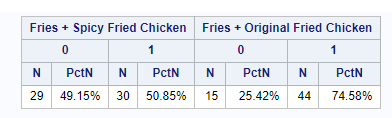 Fries + Spicy Fried Chicken Fries + Original Fried Chicken
0 1 0 1
N PctN N PctN N PctN N PctN
29 49.15% 30 50.85% 15 25.42% 44 74.58%